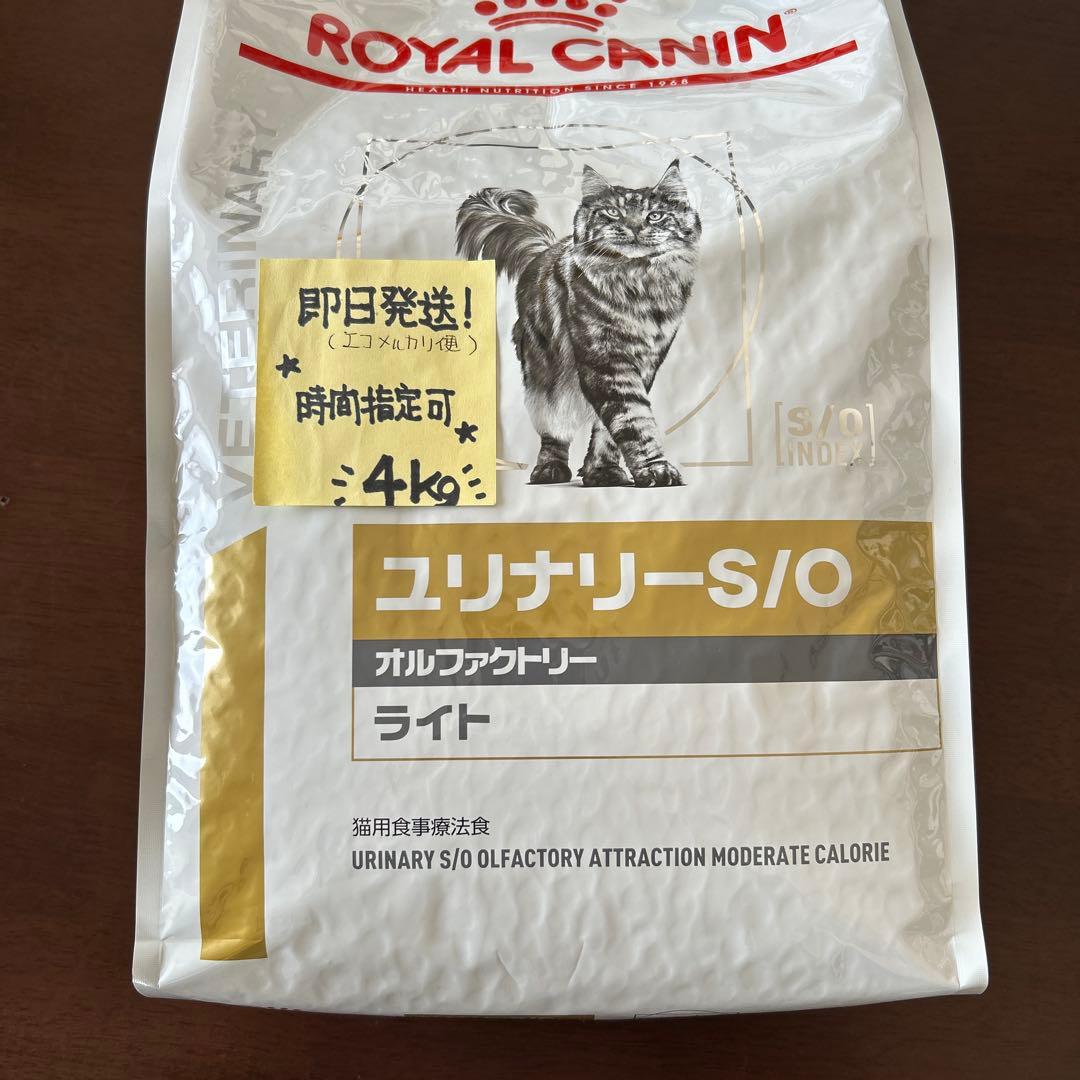 ROYAL CANIN
HEALTH NUTRITION SINCE 1968
VETERINARY
即日発送!
(エコメルカリ便)
時間指定可
4kg
[S/O
INDEX]
ユリナリーS/O
オルファクトリー
ライト
猫用食事療法食
URINARY S/O OLFACTORY ATTRACTION MODERATE CALORIE